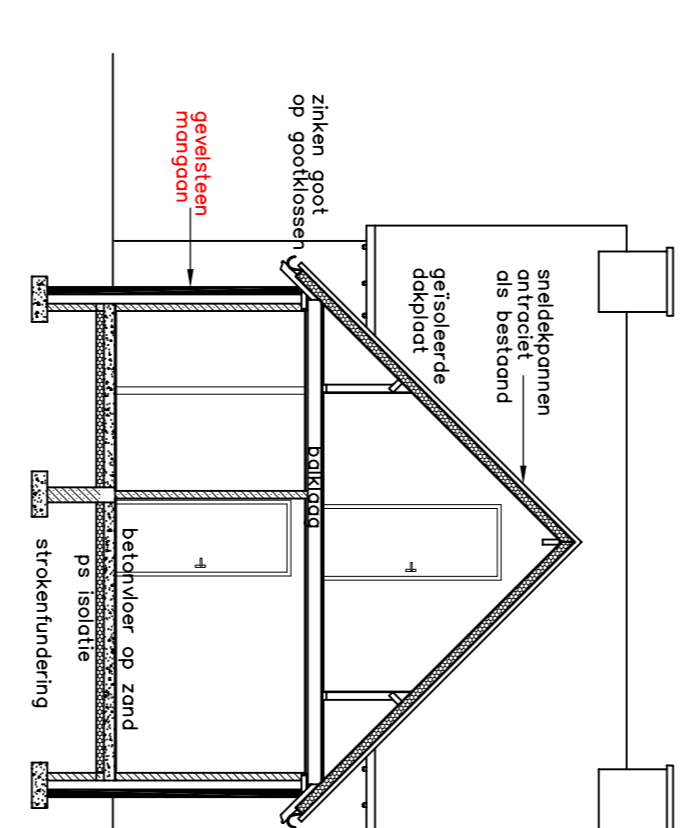 sneldekpannen
antraciet
als bestaand
geïsoleerde
dakplaat
zinken goot
op gootklossen
gevelsteen
mangaan
balklaag
betonvloer op zand
ps isolatie
strokenfundering